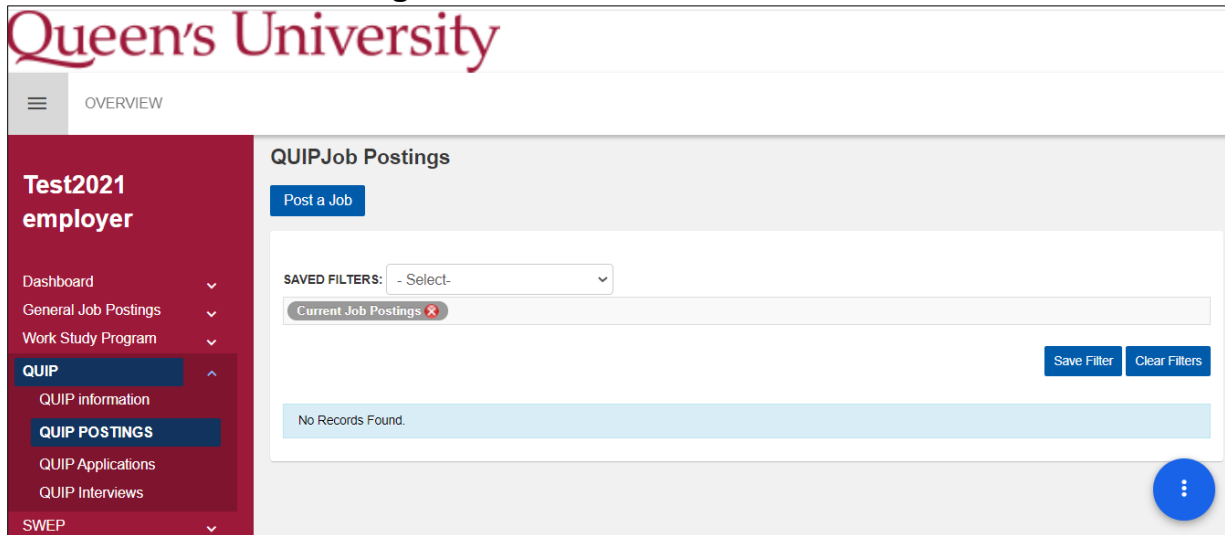 Queen's University
OVERVIEW
Test2021
employer
Dashboard
General Job Postings
Work Study Program
QUIP
QUIP information
QUIP POSTINGS
QUIP Applications
QUIP Interviews
SWEP
QUIPJob Postings
Post a Job
SAVED FILTERS: - Select-
Current Job Postings
Save Filter Clear Filters
No Records Found.